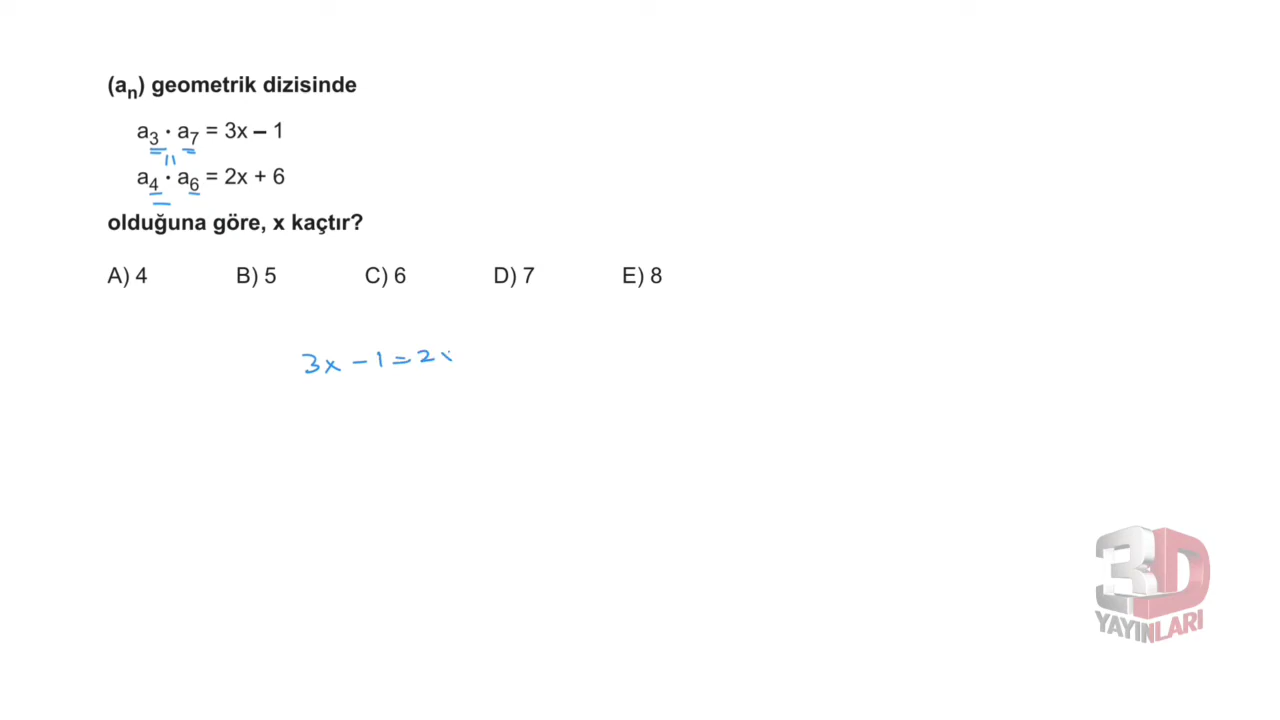 (an) geometrik dizisinde
a3 · a7 = 3x – 1
a4 · a6 = 2x + 6
olduğuna göre, x kaçtır?
A) 4 B) 5 C) 6 D) 7 E) 8
3x - 1 = 2x
3D
YAYINLARI